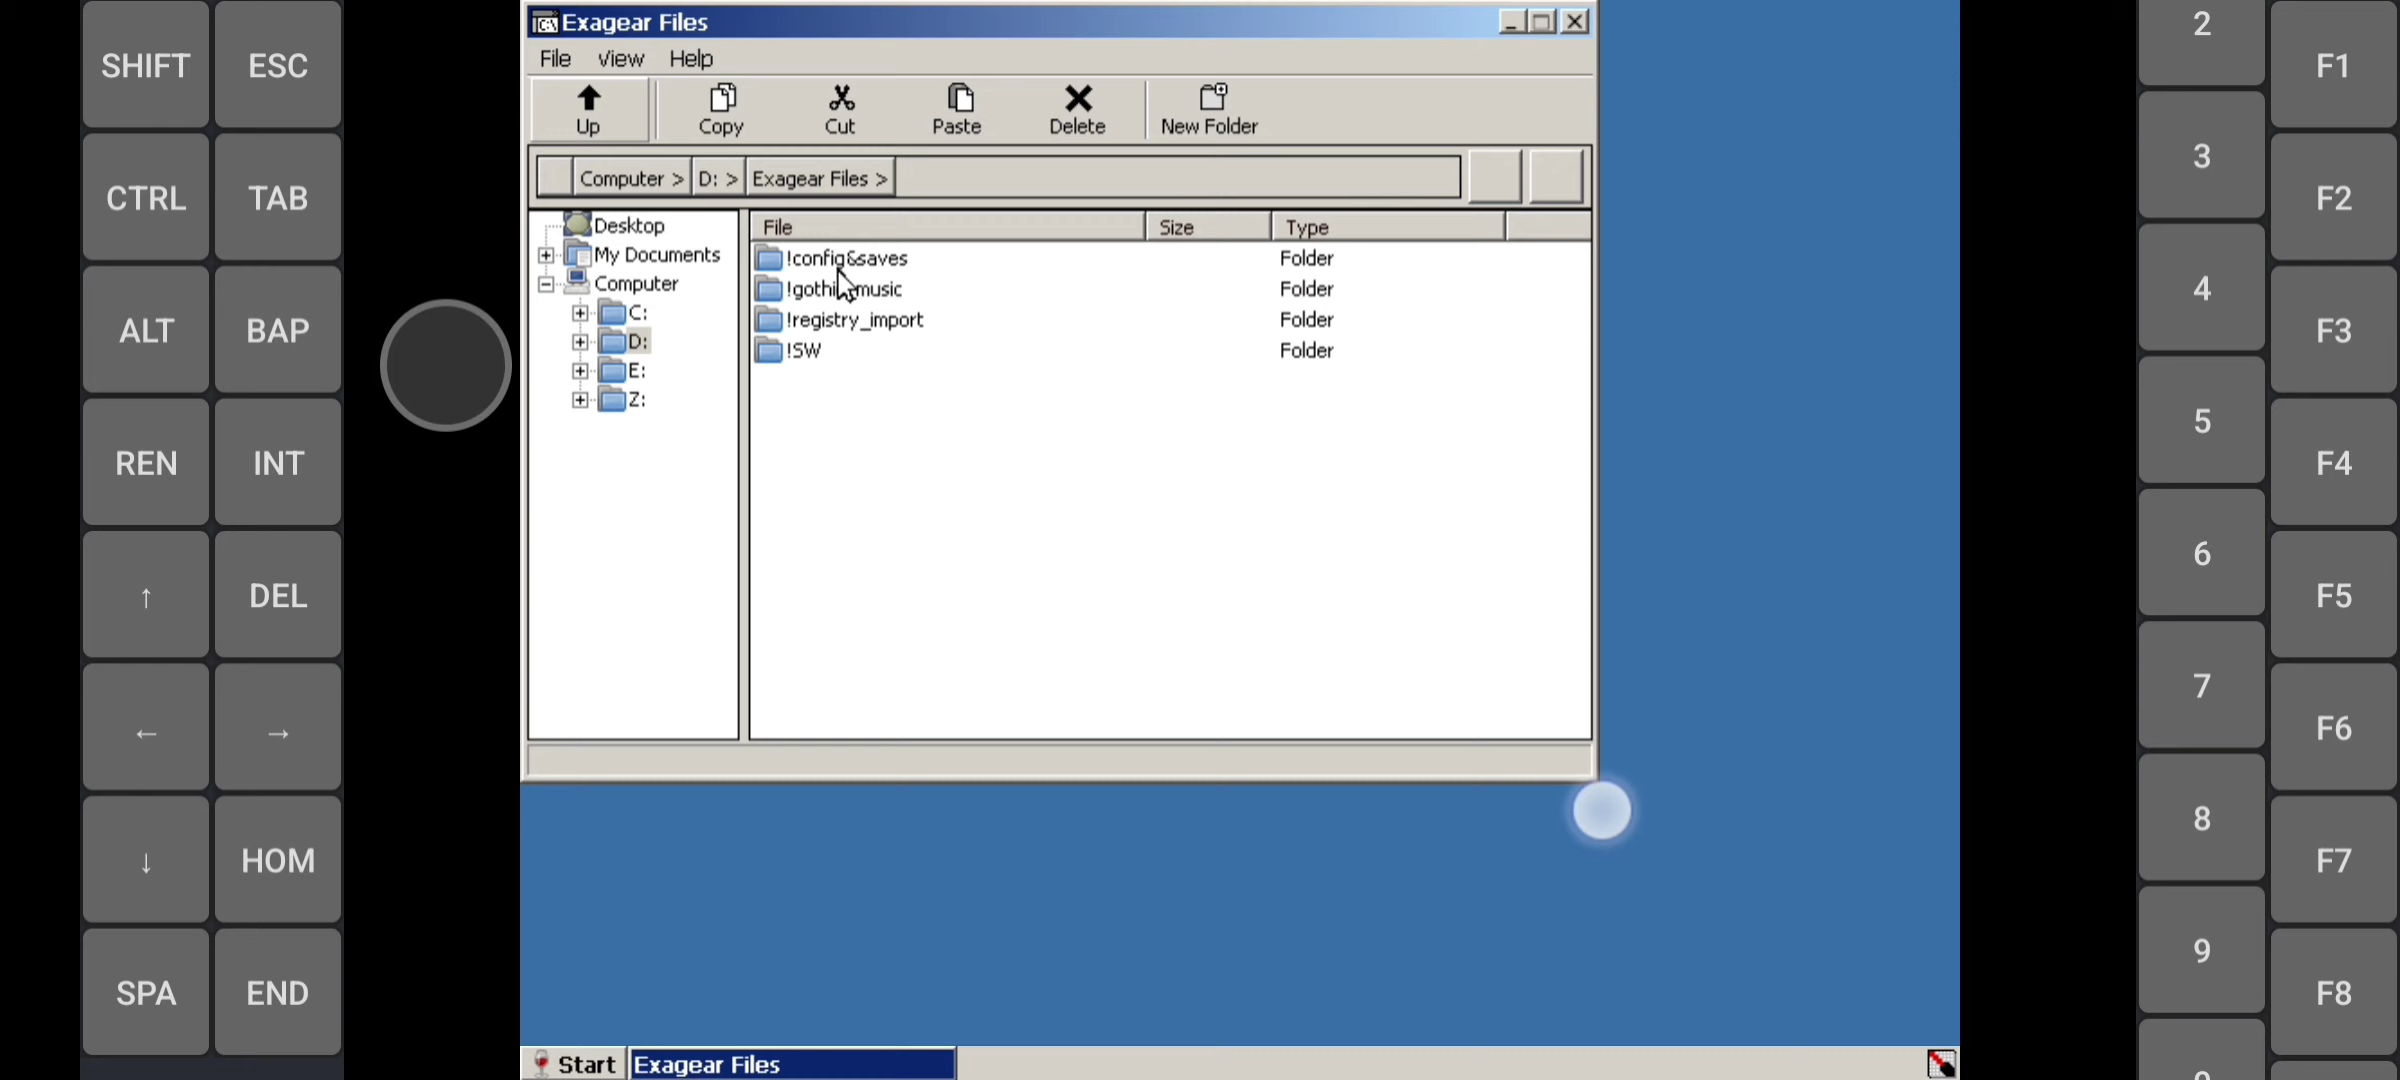 SHIFT ESC
CTRL TAB
ALT BAP
REN INT
↑ DEL
← →
↓ HOM
SPA END
Exagear Files
File View Help
Up Copy Cut Paste Delete New Folder
Computer > D: > Exagear Files >
Desktop
My Documents
Computer
C:
D:
E:
Z:
File Size Type
!config&saves Folder
Folder
!registry_import Folder
!SW Folder
Start Exagear Files
2 F1
3 F2
4 F3
5 F4
6 F5
7 F6
8 F7
9 F8